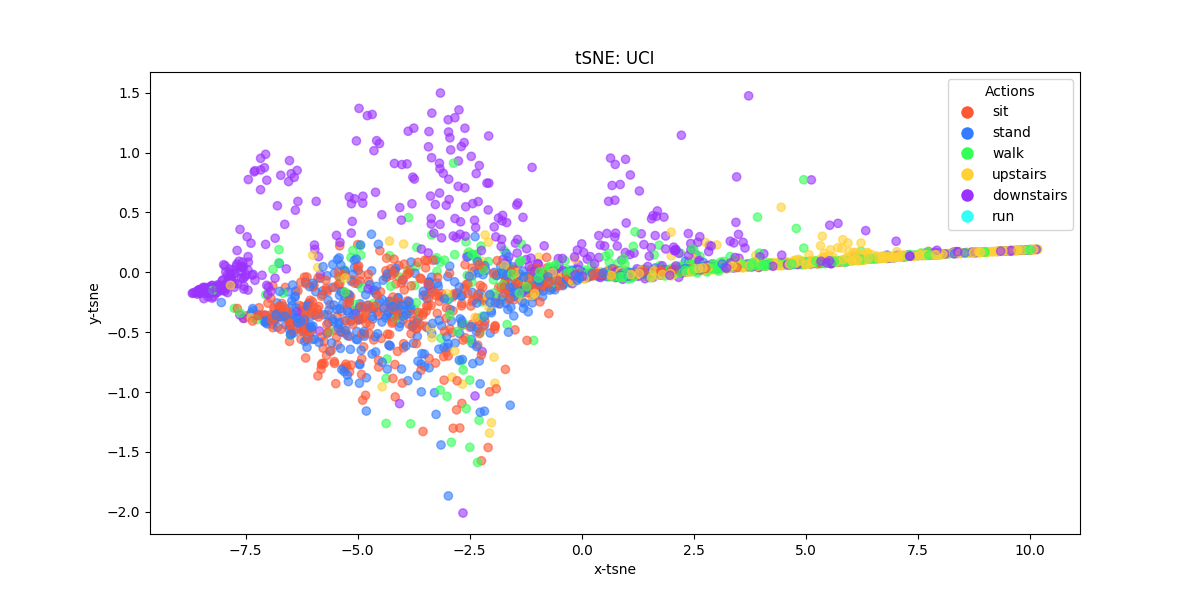 tSNE: UCI
Actions
sit
stand
walk
upstairs
downstairs
run
1.5
1.0
0.5
0.0
−0.5
−1.0
−1.5
−2.0
y-tsne
−7.5
−5.0
−2.5
0.0
2.5
5.0
7.5
10.0
x-tsne